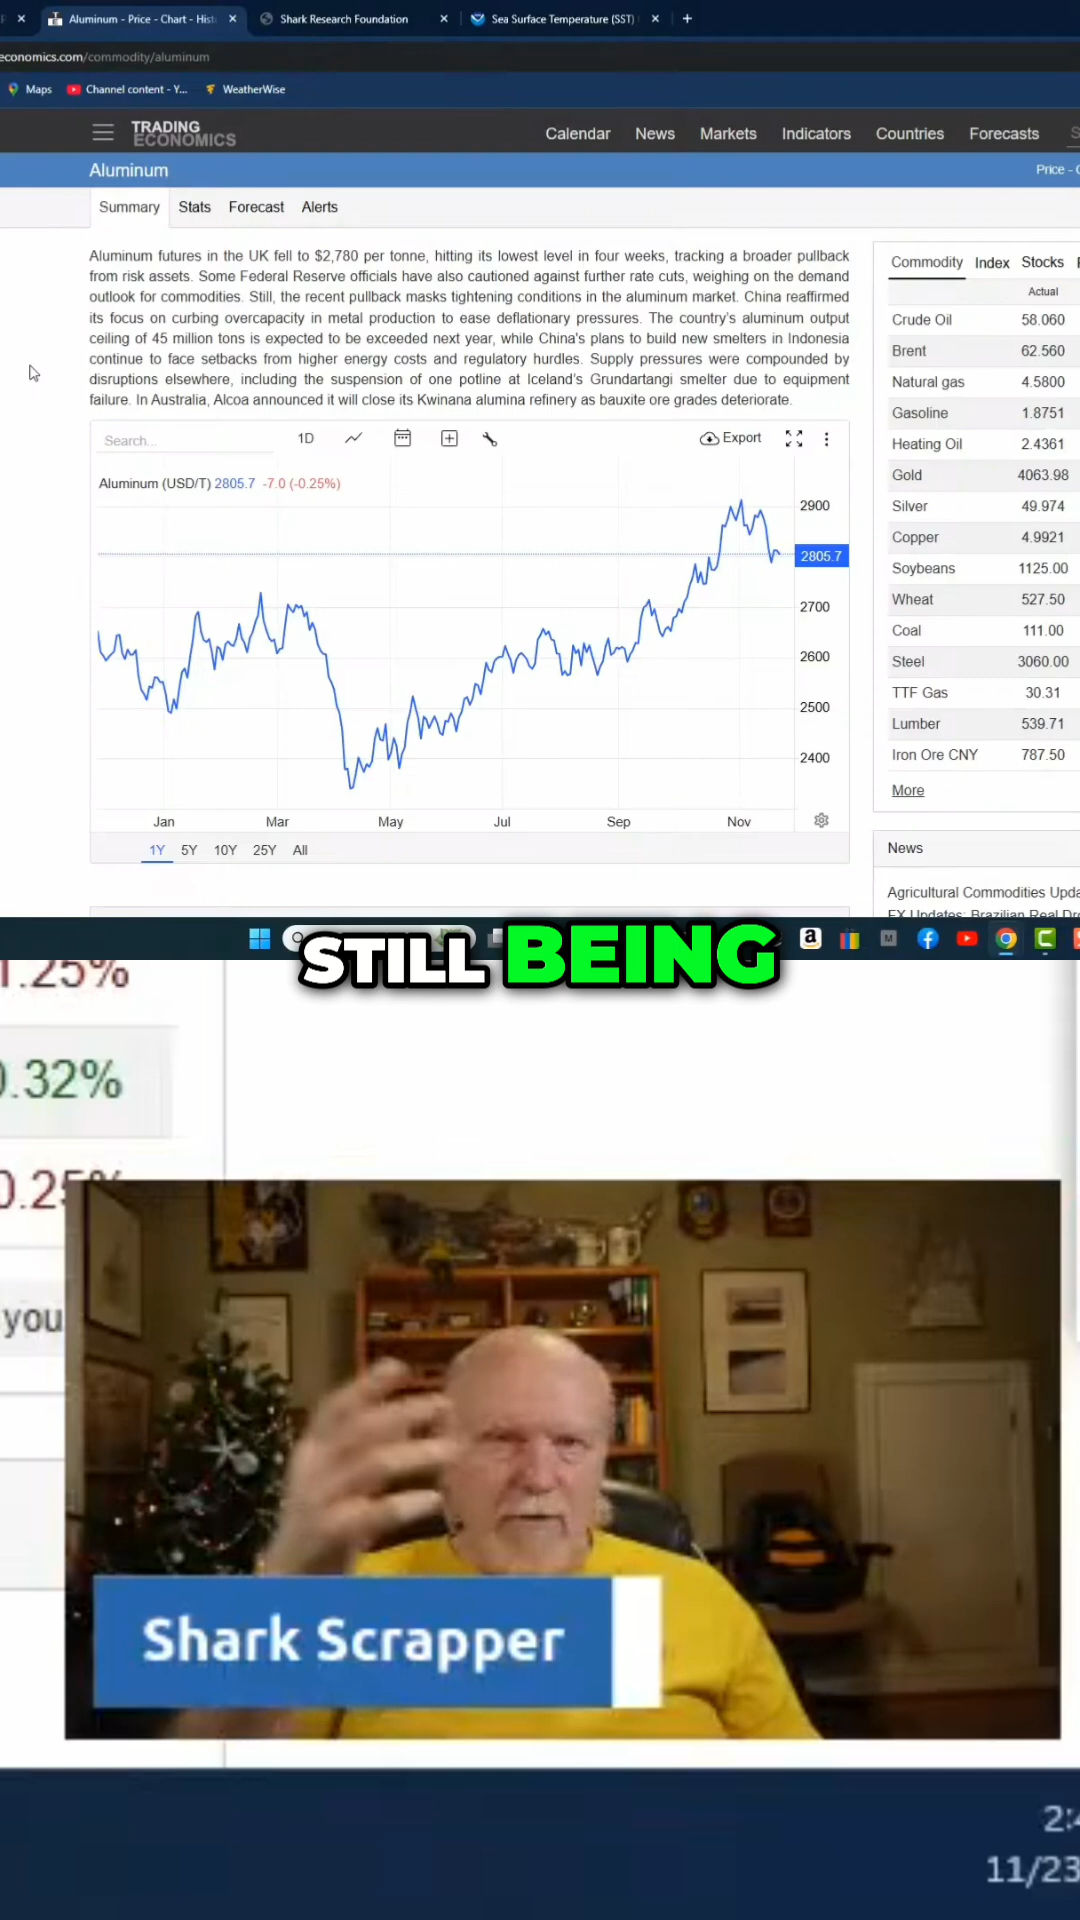 Aluminum - Price - Chart - Hist
Shark Research Foundation
Sea Surface Temperature (SST)
economics.com/commodity/aluminum
Maps
Channel content - Y...
WeatherWise
TRADING
ECONOMICS
Calendar
News
Markets
Indicators
Countries
Forecasts
Aluminum
Price -
Summary
Stats
Forecast
Alerts
Aluminum futures in the UK fell to $2,780 per tonne, hitting its lowest level in four weeks, tracking a broader pullback
from risk assets. Some Federal Reserve officials have also cautioned against further rate cuts, weighing on the demand
outlook for commodities. Still, the recent pullback masks tightening conditions in the aluminum market. China reaffirmed
its focus on curbing overcapacity in metal production to ease deflationary pressures. The country's aluminum output
ceiling of 45 million tons is expected to be exceeded next year, while China's plans to build new smelters in Indonesia
continue to face setbacks from higher energy costs and regulatory hurdles. Supply pressures were compounded by
disruptions elsewhere, including the suspension of one potline at Iceland's Grundartangi smelter due to equipment
failure. In Australia, Alcoa announced it will close its Kwinana alumina refinery as bauxite ore grades deteriorate.
Search...
1D
Export
Aluminum (USD/T) 2805.7 -7.0 (-0.25%)
2900
2805.7
2700
2600
2500
2400
Jan
Mar
May
Jul
Sep
Nov
1Y
5Y
10Y
25Y
All
Commodity
Index
Stocks
Actual
Crude Oil 58.060
Brent 62.560
Natural gas 4.5800
Gasoline 1.8751
Heating Oil 2.4361
Gold 4063.98
Silver 49.974
Copper 4.9921
Soybeans 1125.00
Wheat 527.50
Coal 111.00
Steel 3060.00
TTF Gas 30.31
Lumber 539.71
Iron Ore CNY 787.50
More
News
Agricultural Commodities Upda
FX Updates: Brazilian Real Dr
STILL BEING
1.25%
0.32%
0.25%
you
Shark Scrapper
11/23